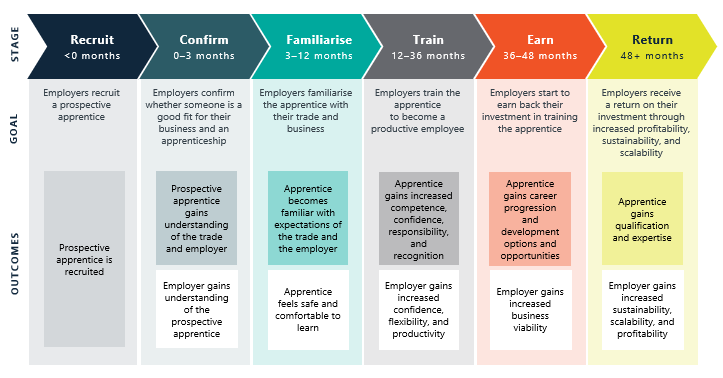 STAGE
Recruit
<0 months
Confirm
0–3 months
Familiarise
3–12 months
Train
12–36 months
Earn
36–48 months
Return
48+ months
GOAL
Employers recruit
a prospective
apprentice
Employers confirm
whether someone is a
good fit for their
business and an
apprenticeship
Employers familiarise
the apprentice with
their trade and
business
Employers train the
apprentice
to become a
productive employee
Employers start to
earn back their
investment in training
the apprentice
Employers receive
a return on their
investment through
increased profitability,
sustainability, and
scalability
OUTCOMES
Prospective
apprentice is
recruited
Prospective
apprentice
gains
understanding
of the trade
and employer
Employer gains
understanding
of the
prospective
apprentice
Apprentice
becomes
familiar with
expectations of
the trade and
the employer
Apprentice
feels safe and
comfortable to
learn
Apprentice
gains increased
competence,
confidence,
responsibility,
and
recognition
Employer gains
increased
confidence,
flexibility, and
productivity
Apprentice
gains career
progression
and
development
options and
opportunities
Employer gains
increased
business
viability
Apprentice
gains
qualification
and expertise
Employer gains
increased
sustainability,
scalability, and
profitability